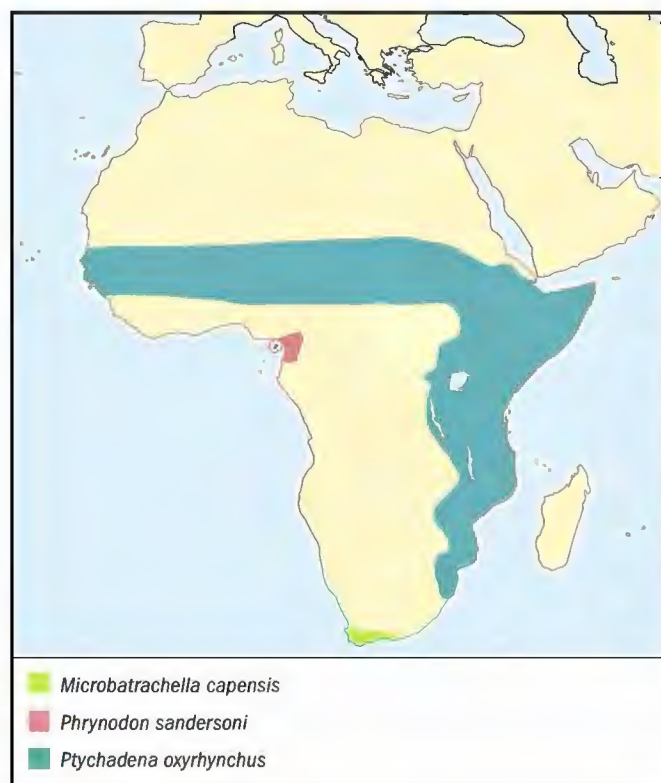 Microbatrachella capensis
Phrynodon sandersoni
Ptychadena oxyrhynchus